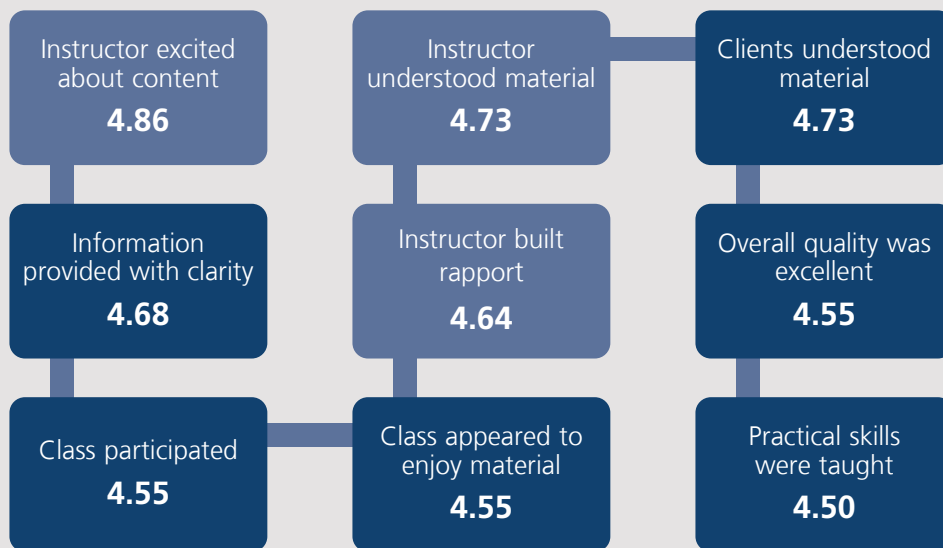 Instructor excited
about content
4.86
Information
provided with clarity
4.68
Class participated
4.55
Class appeared to
enjoy material
4.55
Instructor built
rapport
4.64
Instructor
understood material
4.73
Clients understood
material
4.73
Overall quality was
excellent
4.55
Practical skills
were taught
4.50